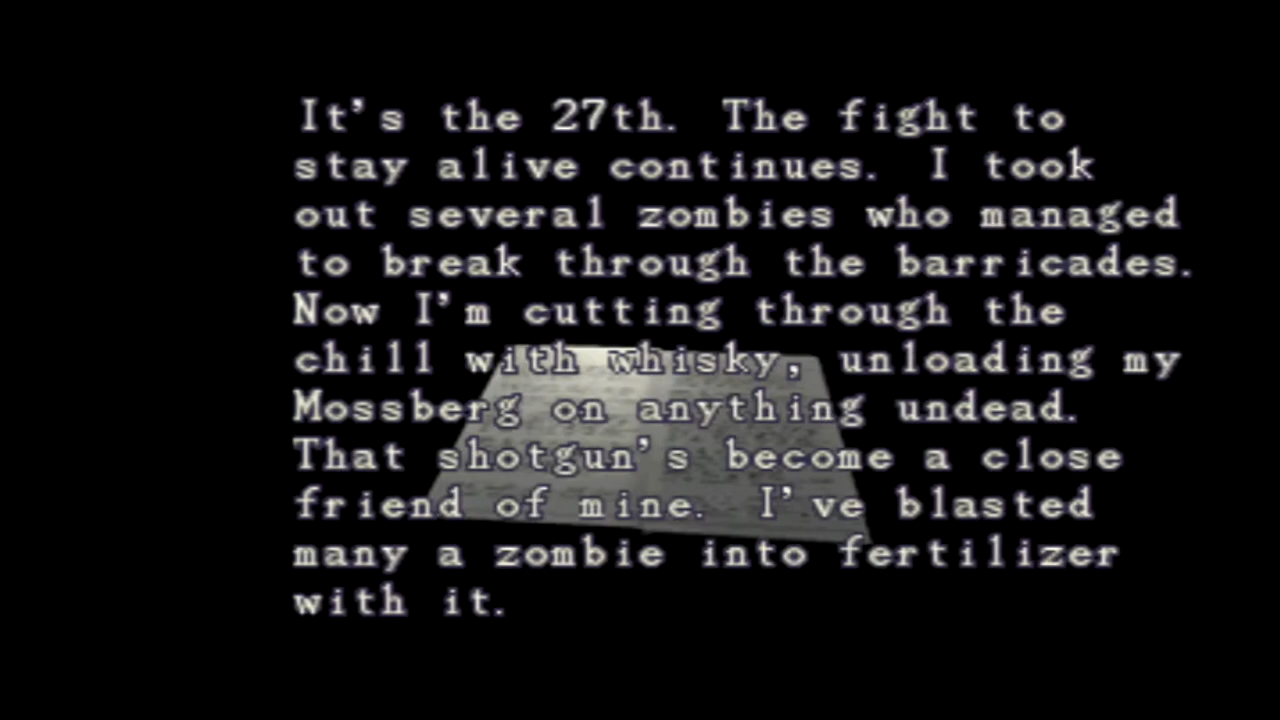 It's the 27th. The fight to
stay alive continues. I took
out several zombies who managed
to break through the barricades.
Now I'm cutting through the
chill with whisky, unloading my
Mossberg on anything undead.
That shotgun's become a close
friend of mine. I've blasted
many a zombie into fertilizer
with it.